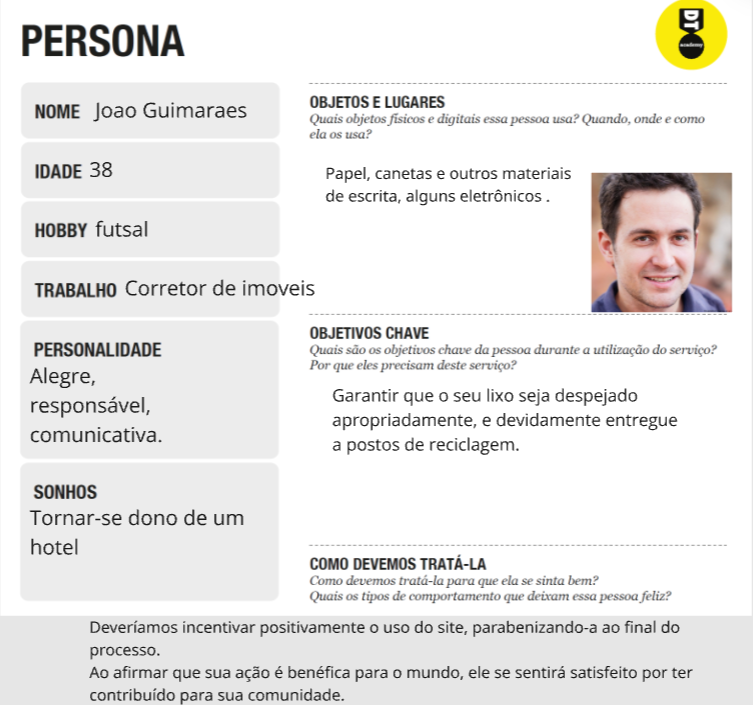 PERSONA
DT
academy
NOME Joao Guimaraes
IDADE 38
HOBBY futsal
TRABALHO Corretor de imoveis
PERSONALIDADE
Alegre,
responsável,
comunicativa.
SONHOS
Tornar-se dono de um
hotel
OBJETOS E LUGARES
Quais objetos físicos e digitais essa pessoa usa? Quando, onde e como
ela os usa?
Papel, canetas e outros materiais
de escrita, alguns eletrônicos .
OBJETIVOS CHAVE
Quais são os objetivos chave da pessoa durante a utilização do serviço?
Por que eles precisam deste serviço?
Garantir que o seu lixo seja despejado
apropriadamente, e devidamente entregue
a postos de reciclagem.
COMO DEVEMOS TRATÁ-LA
Como devemos tratá-la para que ela se sinta bem?
Quais os tipos de comportamento que deixam essa pessoa feliz?
Deveríamos incentivar positivamente o uso do site, parabenizando-a ao final do
processo.
Ao afirmar que sua ação é benéfica para o mundo, ele se sentirá satisfeito por ter
contribuído para sua comunidade.